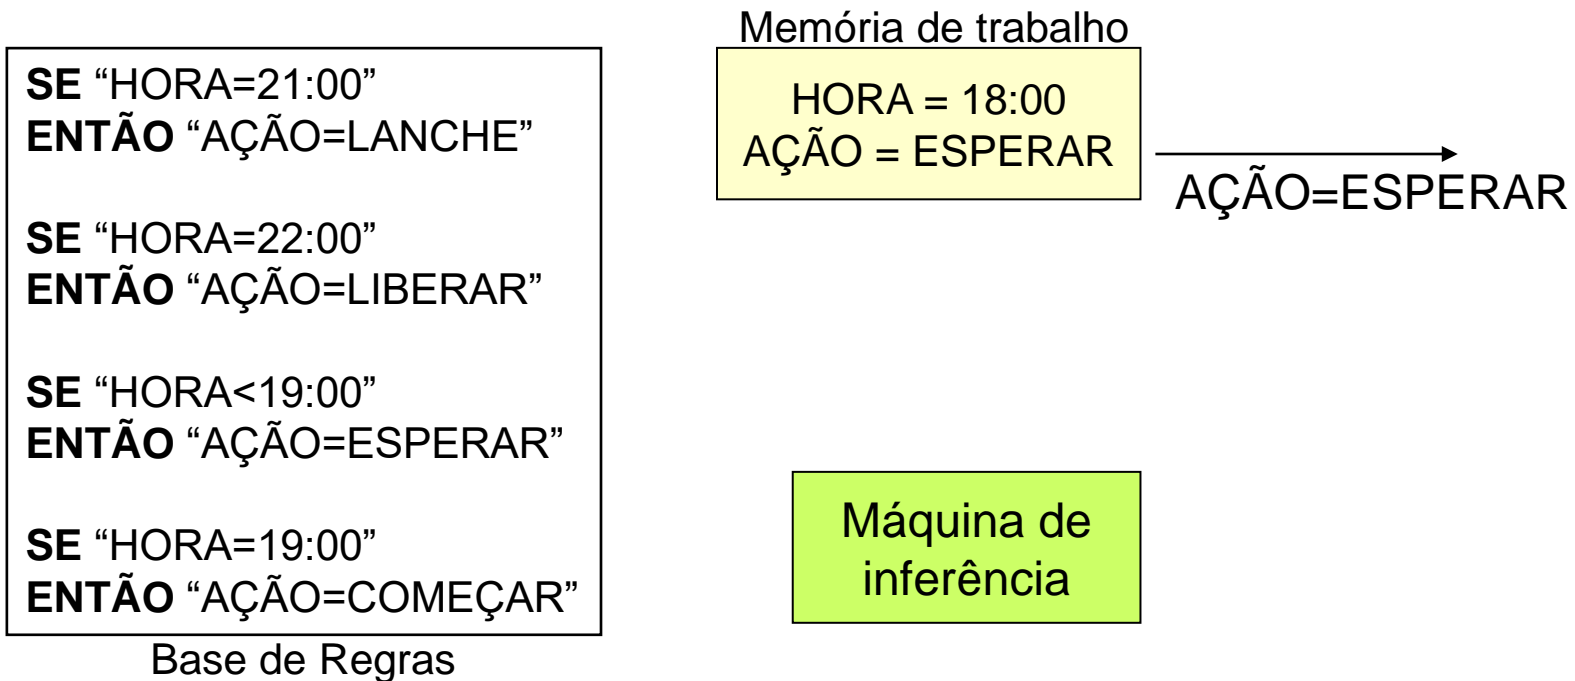 SE “HORA=21:00”
ENTÃO “AÇÃO=LANCHE”
SE “HORA=22:00”
ENTÃO “AÇÃO=LIBERAR”
SE “HORA<19:00”
ENTÃO “AÇÃO=ESPERAR”
SE “HORA=19:00”
ENTÃO “AÇÃO=COMEÇAR”
Base de Regras
Memória de trabalho
HORA = 18:00
AÇÃO = ESPERAR
AÇÃO=ESPERAR
Máquina de
inferência